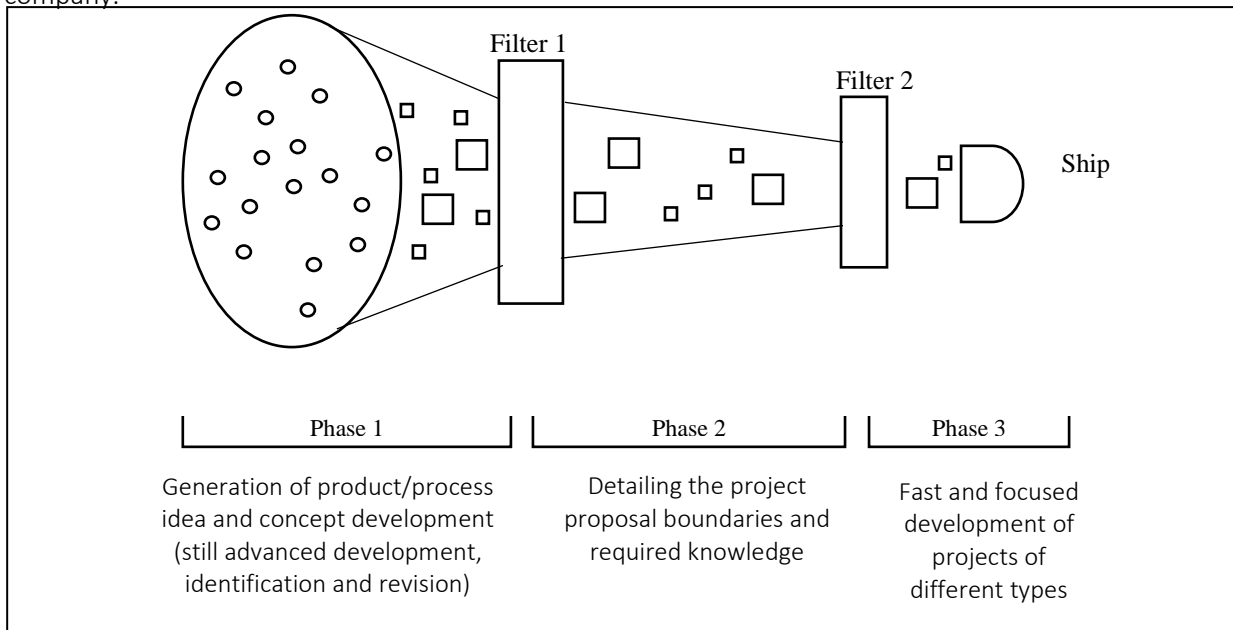 company.
Filter 1
Filter 2
Ship
Phase 1
Phase 2
Phase 3
Generation of product/process
idea and concept development
(still advanced development,
identification and revision)
Detailing the project
proposal boundaries and
required knowledge
Fast and focused
development of
projects of
different types